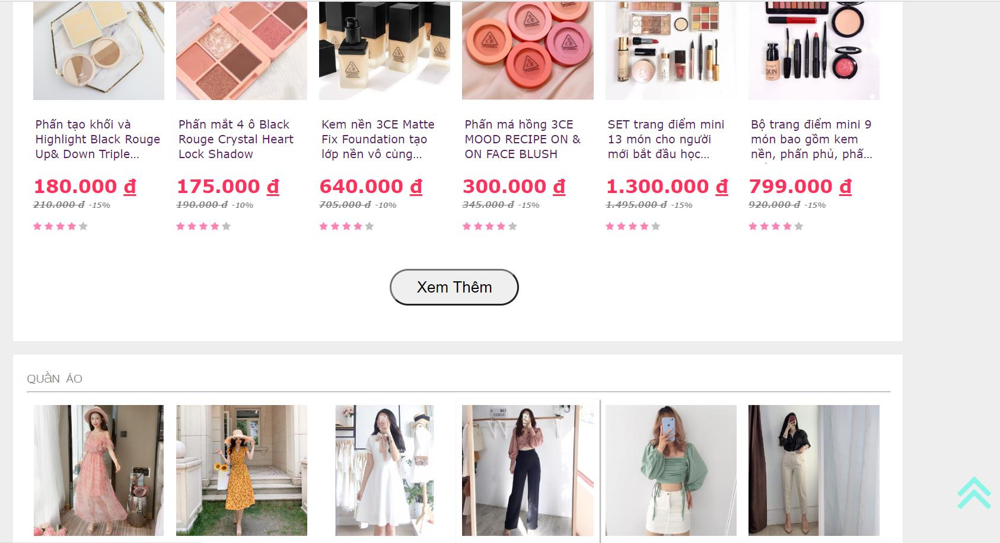 Phấn tạo khối và
Highlight Black Rouge
Up& Down Triple...
180.000 đ
210.000 đ -15%
Phấn mắt 4 ô Black
Rouge Crystal Heart
Lock Shadow
175.000 đ
190.000 đ -10%
Kem nền 3CE Matte
Fix Foundation tạo
lớp nền vô cùng...
640.000 đ
705.000 đ -10%
Phấn má hồng 3CE
MOOD RECIPE ON &
ON FACE BLUSH
300.000 đ
345.000 đ -15%
SET trang điểm mini
13 món cho người
mới bắt đầu học...
1.300.000 đ
1.495.000 đ -15%
Bộ trang điểm mini 9
món bao gồm kem
nền, phấn phủ, phấ...
799.000 đ
920.000 đ -15%
Xem Thêm
QUẦN ÁO